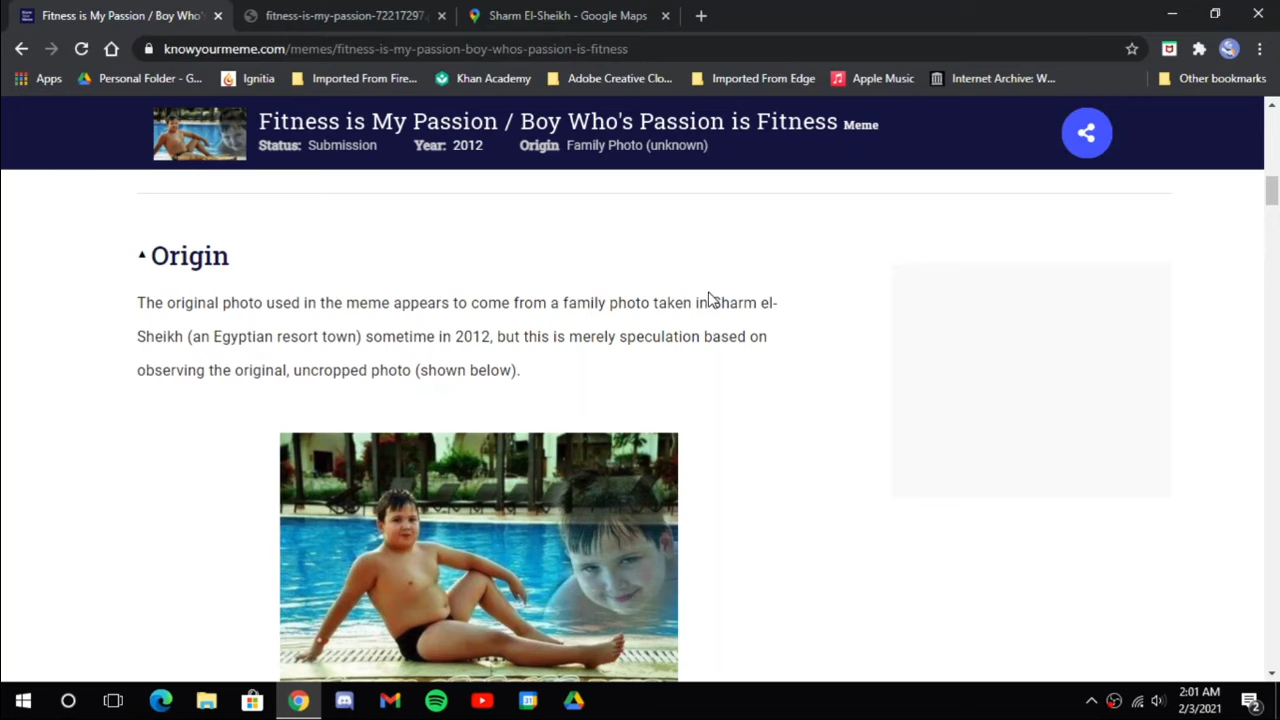 Fitness is My Passion / Boy Who'
fitness-is-my-passion-72217297
Sharm El-Sheikh - Google Maps
knowyourmeme.com/memes/fitness-is-my-passion-boy-whos-passion-is-fitness
Apps
Personal Folder - G...
Ignitia
Imported From Fire...
Khan Academy
Adobe Creative Clo...
Imported From Edge
Apple Music
Internet Archive: W...
Other bookmarks
Fitness is My Passion / Boy Who's Passion is Fitness Meme
Status: Submission Year: 2012 Origin Family Photo (unknown)
Origin
The original photo used in the meme appears to come from a family photo taken in Sharm el-
Sheikh (an Egyptian resort town) sometime in 2012, but this is merely speculation based on
observing the original, uncropped photo (shown below).
2:01 AM
2/3/2021
2